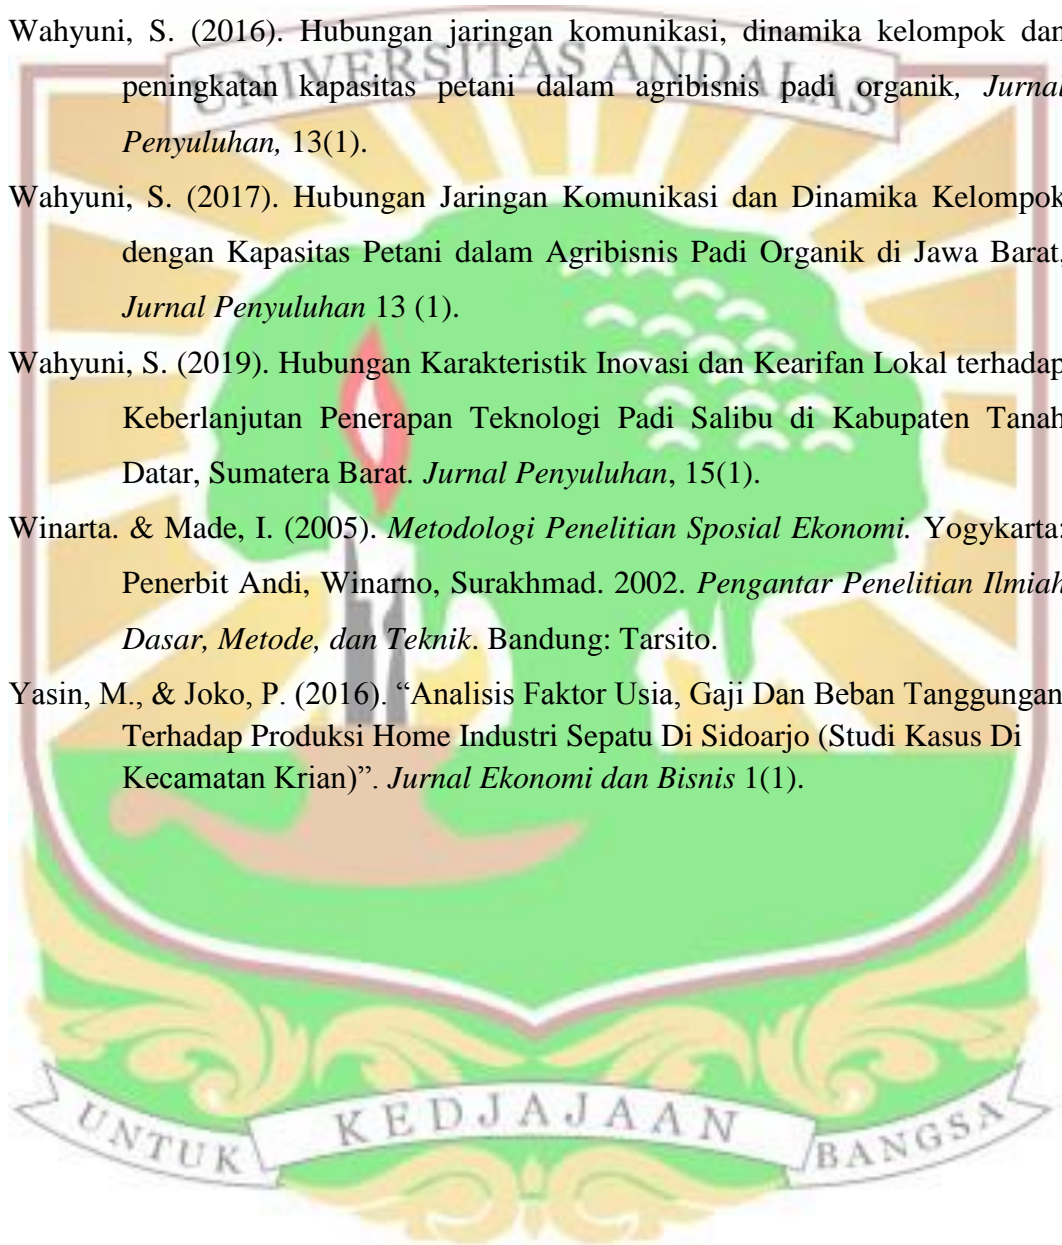 Wahyuni, S. (2016). Hubungan jaringan komunikasi, dinamika kelompok dan
UNIVERSITAS ANDALAS
peningkatan kapasitas petani dalam agribisnis padi organik, Jurnal
Penyuluhan, 13(1).
Wahyuni, S. (2017). Hubungan Jaringan Komunikasi dan Dinamika Kelompok
dengan Kapasitas Petani dalam Agribisnis Padi Organik di Jawa Barat,
Jurnal Penyuluhan 13 (1).
Wahyuni, S. (2019). Hubungan Karakteristik Inovasi dan Kearifan Lokal terhadap
Keberlanjutan Penerapan Teknologi Padi Salibu di Kabupaten Tanah
Datar, Sumatera Barat. Jurnal Penyuluhan, 15(1).
Winarta. & Made, I. (2005). Metodologi Penelitian Sposial Ekonomi. Yogykarta:
Penerbit Andi, Winarno, Surakhmad. 2002. Pengantar Penelitian Ilmiah
Dasar, Metode, dan Teknik. Bandung: Tarsito.
Yasin, M., & Joko, P. (2016). “Analisis Faktor Usia, Gaji Dan Beban Tanggungan
Terhadap Produksi Home Industri Sepatu Di Sidoarjo (Studi Kasus Di
Kecamatan Krian)”. Jurnal Ekonomi dan Bisnis 1(1).
UNTUK KEDJAJAAN BANGSA